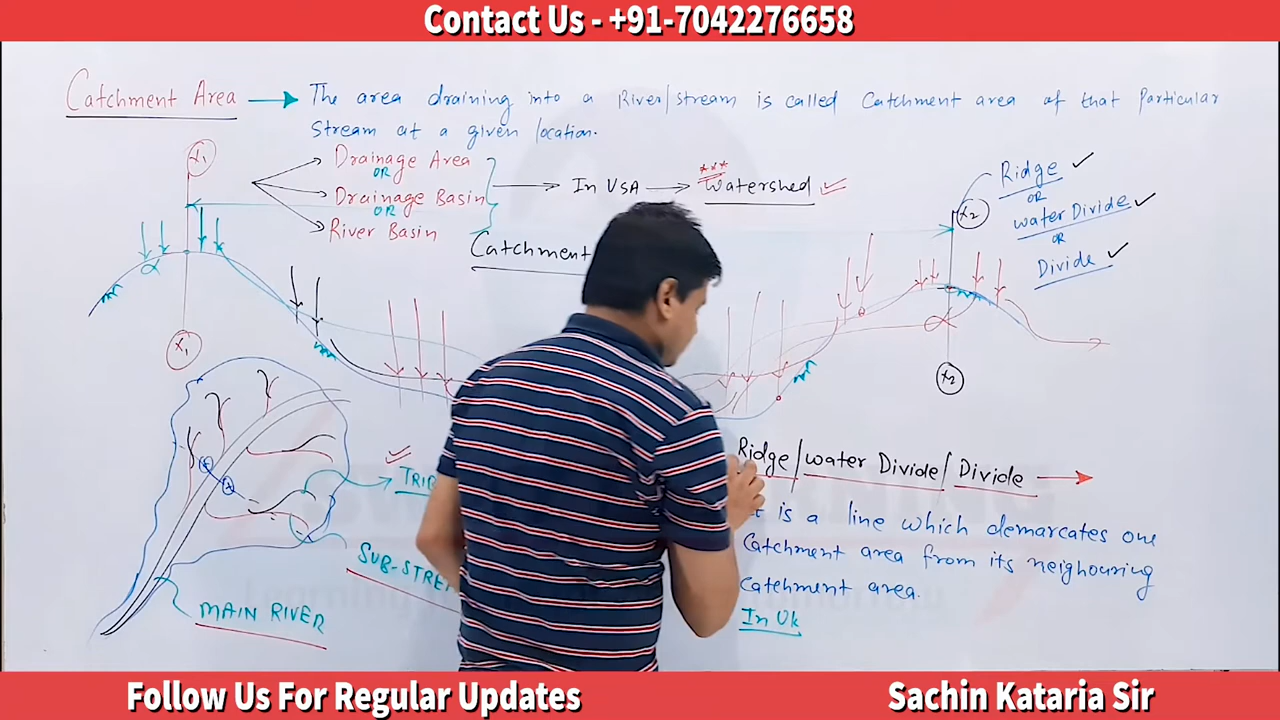 Contact Us - +91-7042276658
Catchment Area → The area draining into a River/stream is called Catchment area of that Particular
Stream at a given location.
X1
Drainage Area
OR
Drainage Basin
OR
River Basin
In USA → Watershed
Catchment
X2
Ridge
OR
water Divide
OR
Divide
X1
X2
Ridge/water Divide/Divide →
is a line which demarcates one
Catchment area from its neighouring
Catchment area.
In Uk
TRIB
SUB-STRE
MAIN RIVER
Follow Us For Regular Updates
Sachin Kataria Sir